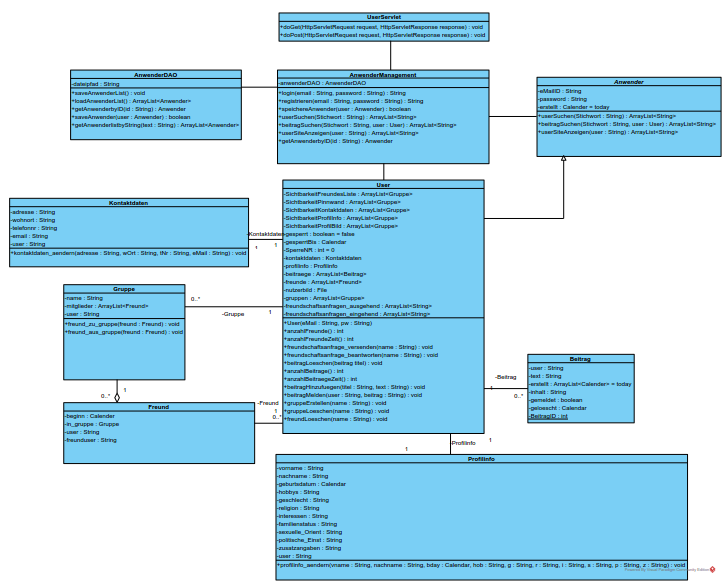 UserServlet
+doGet(HttpServletRequest request, HttpServletResponse response) : void
+doPost(HttpServletRequest request, HttpServletResponse response) : void
AnwenderDAO
-dateipfad : String
+saveAnwenderList() : void
+loadAnwenderList() : ArrayList<Anwender>
+getAnwenderbyID(id : String) : Anwender
+saveAnwender(user : Anwender) : boolean
+getAnwenderlistbyString(text : String) : ArrayList<Anwender>
AnwenderManagement
-anwenderDAO : AnwenderDAO
+login(email : String, password : String) : String
+registrieren(email : String, password : String) : String
+speichereAnwender(user : Anwender) : boolean
+userSuchen(Stichwort : String) : ArrayList<String>
+beitragSuchen(Stichwort : String, user : User) : ArrayList<String>
+userSiteAnzeigen(user : String) : ArrayList<String>
+getAnwenderbyID(id : String) : Anwender
Anwender
-eMailID : String
-password : String
-erstellt : Calender = today
+userSuchen(Stichwort : String) : ArrayList<String>
+beitragSuchen(Stichwort : String, user : User) : ArrayList<String>
+userSiteAnzeigen(user : String) : ArrayList<String>
User
-SichtbarkeitFreundesListe : ArrayList<Gruppe>
-SichtbarkeitPinnwand : ArrayList<Gruppe>
-SichtbarkeitKontaktdaten : ArrayList<Gruppe>
-SichtbarkeitProfilInfo : ArrayList<Gruppe>
-SichtbarkeitProfilBild : ArrayList<Gruppe>
-gesperrt : boolean = false
-gesperrtBis : Calendar
-SperreNR : int = 0
-kontaktdaten : Kontaktdaten
-profilinfo : ProfilInfo
-beitraege : ArrayList<Beitrag>
-freunde : ArrayList<Freund>
-nutzerbild : File
-gruppen : ArrayList<Gruppe>
-freundschaftsanfragen_ausgehend : ArrayList<String>
-freundschaftsanfragen_eingehend : ArrayList<String>
+User(eMail : String, pw : String)
+anzahlFreunde() : int
+anzahlFreundeZeit() : int
+freundschaftsanfrage_versenden(name : String) : void
+freundschaftsanfrage_beantworten(name : String) : void
+beitragLoeschen(beitrag titel) : void
+anzahlBeitrage() : int
+anzahlBeitraegeZeit() : int
+beitragHinzufuegen(titel : String, text : String) : void
+beitragMelden(user : String, beitrag : String) : void
+gruppeErstellen(name : String) : void
+gruppeLoeschen(name : String) : void
+freundLoeschen(name : String) : void
Kontaktdaten
-adresse : String
-wohnort : String
-telefonnr : String
-email : String
-user : String
+kontaktdaten_aendern(adresse : String, wOrt : String, tNr : String, eMail : String) : void
-Kontaktdaten
1
1
Gruppe
-name : String
-mitglieder : ArrayList<Freund>
-user : String
+freund_zu_gruppe(freund : Freund) : void
+freund_aus_gruppe(freund : Freund) : void
0..*
-Gruppe
1
1
0..*
Freund
-beginn : Calender
-in_gruppe : Gruppe
-user : String
-freunduser : String
-Freund
1
0..*
Beitrag
-user : String
-text : String
-erstellt : ArrayList<Calender> = today
-inhalt : String
-gemeldet : boolean
-geloescht : Calendar
-BeitragID : int
-Beitrag
1
0..*
-Profilinfo
1
1
ProfilInfo
-vorname : String
-nachname : String
-geburtsdatum : Calendar
-hobbys : String
-geschlecht : String
-religion : String
-interessen : String
-familienstatus : String
-sexuelle_Orient : String
-politische_Einst : String
-zusatzangaben : String
-user : String
+profilinfo_aendern(vname : String, nachname : String, bday : Calendar, hob : String, g : String, r : String, i : String, s : String, p : String, z : String) : void